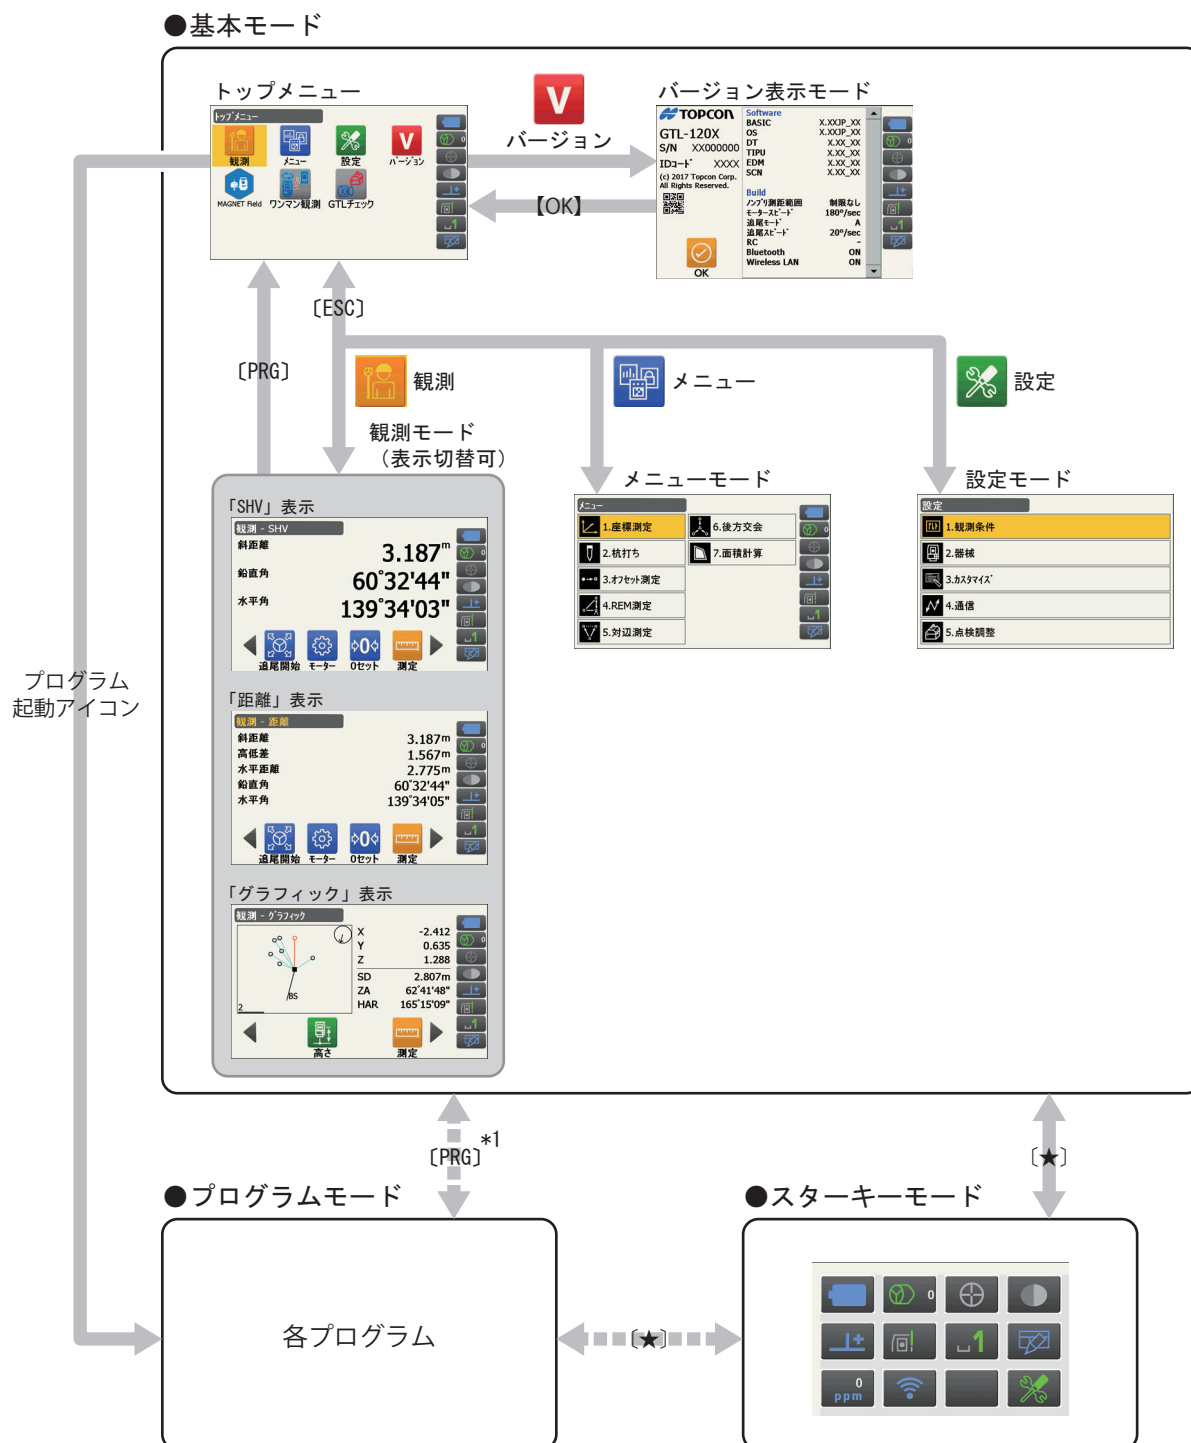 ●基本モード
トップメニュー
トップメニュー
観測
メニュー
設定
バージョン
MAGNET Field
ワンマン観測
GTLチェック
0
V
バージョン
【OK】
バージョン表示モード
TOPCON
GTL-120X
S/N XX000000
IDコード XXXX
(c) 2017 Topcon Corp.
All Rights Reserved.
OK
Software
BASIC X.XXJP_XX
OS X.XXJP_XX
DT X.XX_XX
TIPU X.XX_XX
EDM X.XX_XX
SCN X.XX_XX
Build
ノンプリ測距範囲 制限なし
モータースピード 180°/sec
追尾モード A
追尾スピード 20°/sec
RC -
Bluetooth ON
Wireless LAN ON
0
〔ESC〕
〔PRG〕
観測
メニュー
設定
観測モード
（表示切替可）
メニューモード
設定モード
「SHV」表示
観測 - SHV
斜距離 3.187m
鉛直角 60°32'44"
水平角 139°34'03"
追尾開始 モーター 0セット 測定
0
メニュー
1.座標測定
2.杭打ち
3.オフセット測定
4.REM測定
5.対辺測定
6.後方交会
7.面積計算
0
設定
1.観測条件
2.器械
3.カスタマイズ
4.通信
5.点検調整
プログラム
起動アイコン
「距離」表示
観測 - 距離
斜距離 3.187m
高低差 1.567m
水平距離 2.775m
鉛直角 60°32'44"
水平角 139°34'05"
追尾開始 モーター 0セット 測定
0
「グラフィック」表示
観測 - グラフィック
BS
2
X -2.412
Y 0.635
Z 1.288
SD 2.807m
ZA 62°41'48"
HAR 165°15'09"
高さ 測定
0
〔PRG〕*1
〔★〕
●プログラムモード
●スターキーモード
各プログラム
〔★〕
0
1
0
ppm